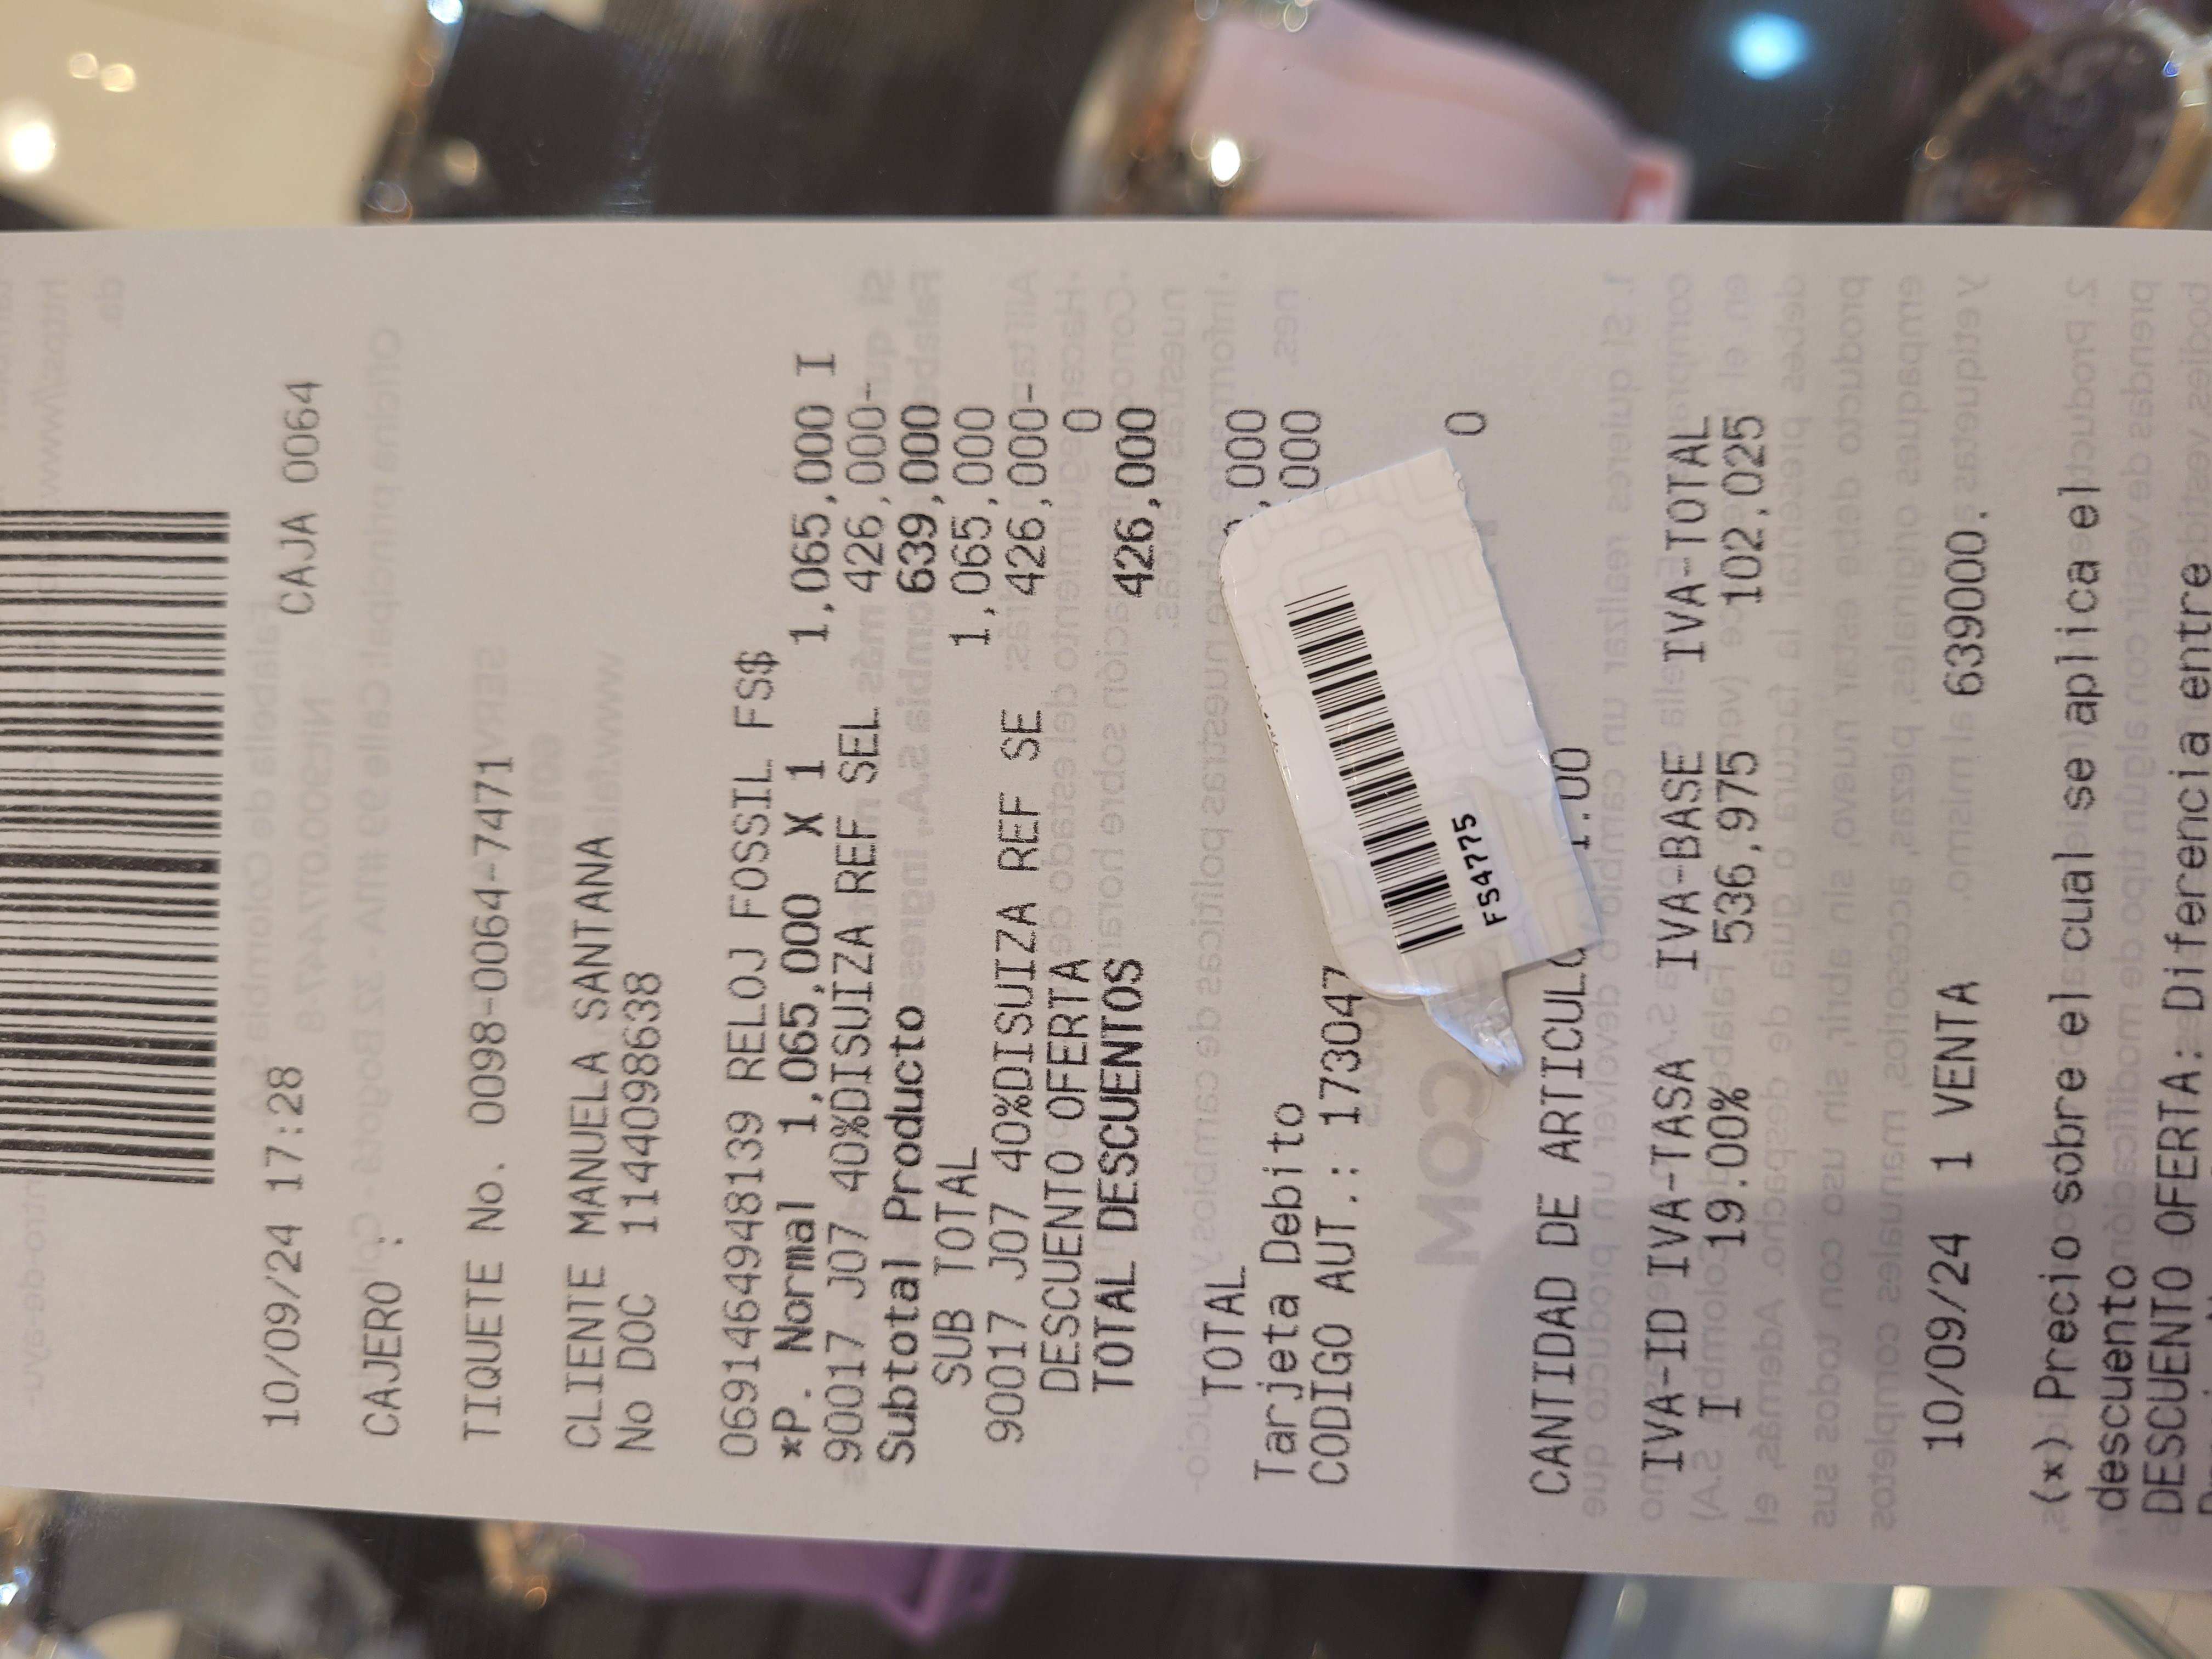 10/09/24 17:28 CAJA 0064
CAJERO :
TIQUETE No. 0098-0064-7471
CLIENTE MANUELA SANTANA
No DOC 1144098638
0691464948139 RELOJ FOSSIL FS$
*P. Normal 1,065,000 X 1 1,065,000 I
90017 J07 40%DISUIZA REF SEL 426,000-
Subtotal Producto 639,000
SUB TOTAL 1,065,000
90017 J07 40%DISUIZA REF SE 426,000-
DESCUENTO OFERTA 0
TOTAL DESCUENTOS 426,000
TOTAL ,000
Tarjeta Debito 000
CODIGO AUT.: 173047
0
FS4775
CANTIDAD DE ARTICULO 1.00
IVA-ID IVA-TASA IVA-BASE IVA-TOTAL
I 19.00% 536,975 102,025
10/09/24 1 VENTA 639000.
(*) Precio sobre el cual se aplica el
descuento
DESCUENTO OFERTA: Diferencia entre